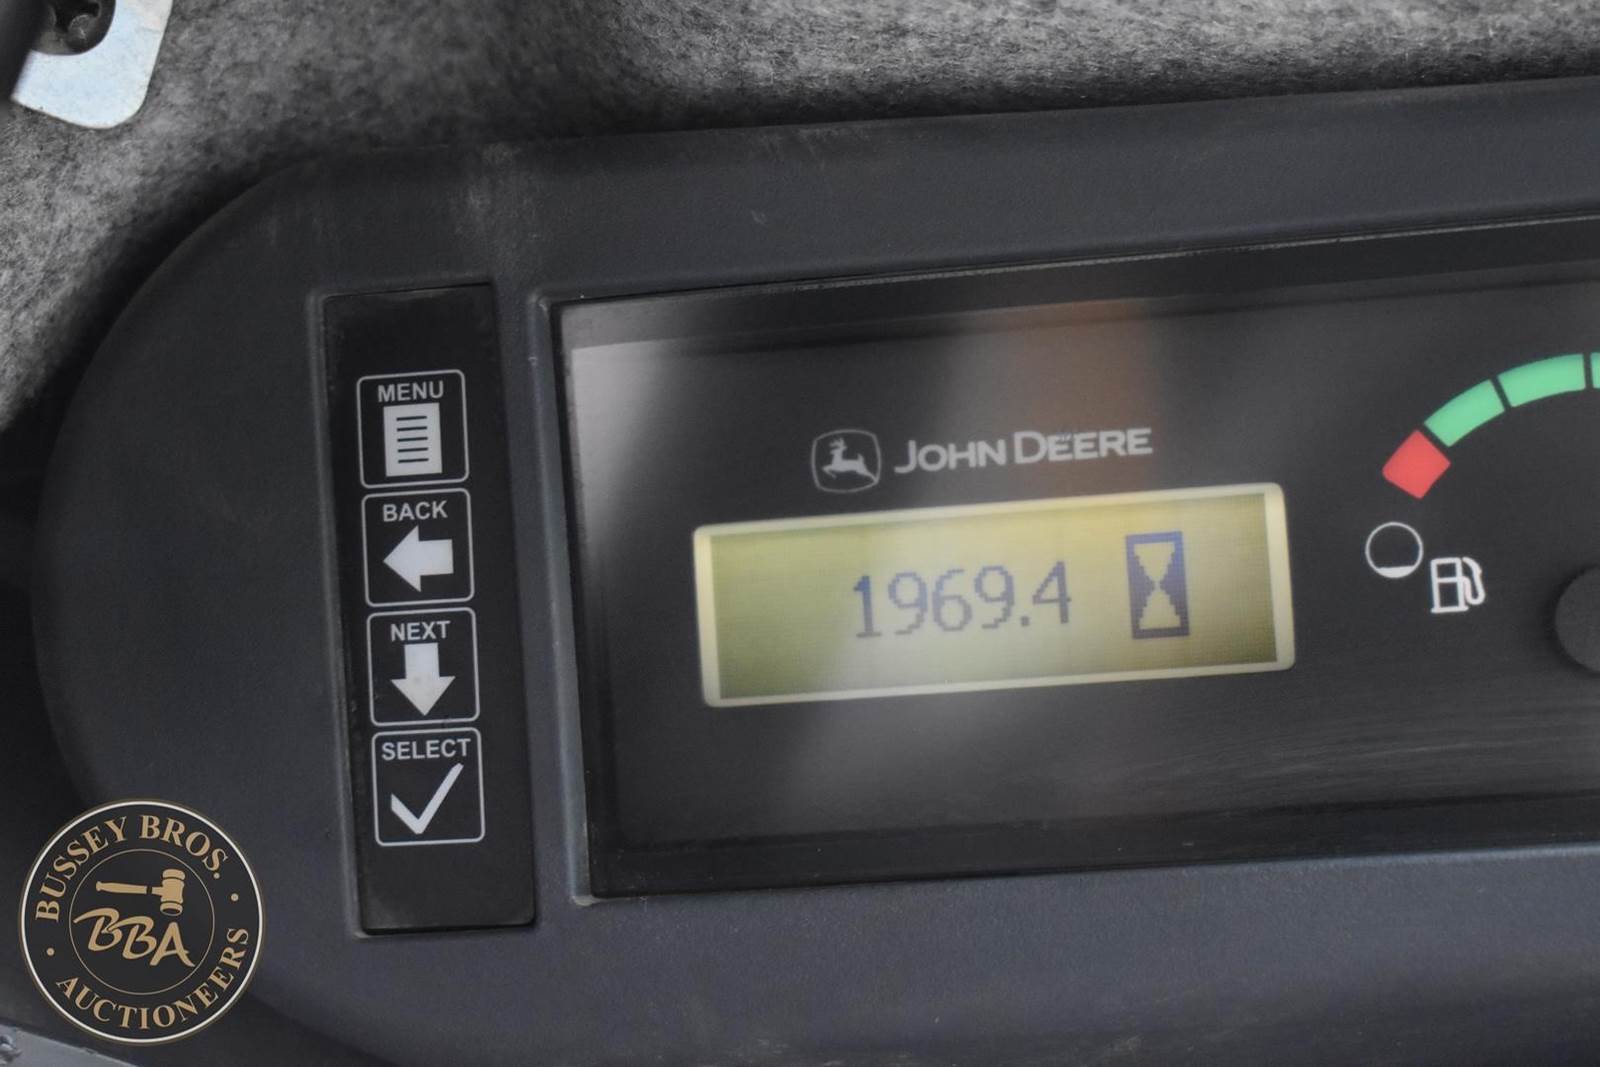 MENU
BACK
NEXT
SELECT
JOHN DEERE
1969.4
BUSSEY BROS.
BBA
AUCTIONEERS